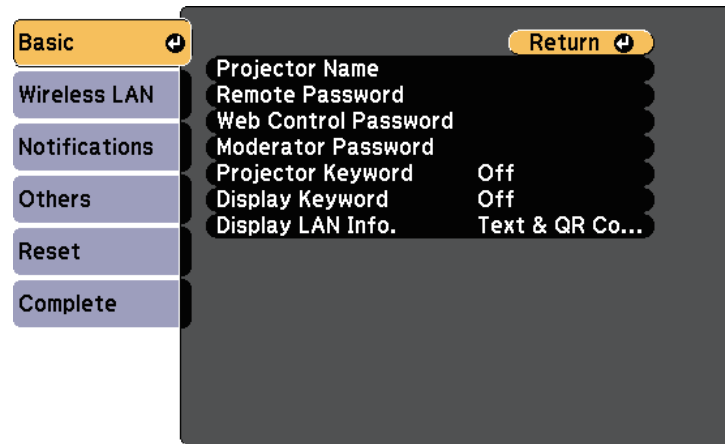 Basic
Wireless LAN
Notifications
Others
Reset
Complete
Return
Projector Name
Remote Password
Web Control Password
Moderator Password
Projector Keyword Off
Display Keyword Off
Display LAN Info. Text & QR Co...